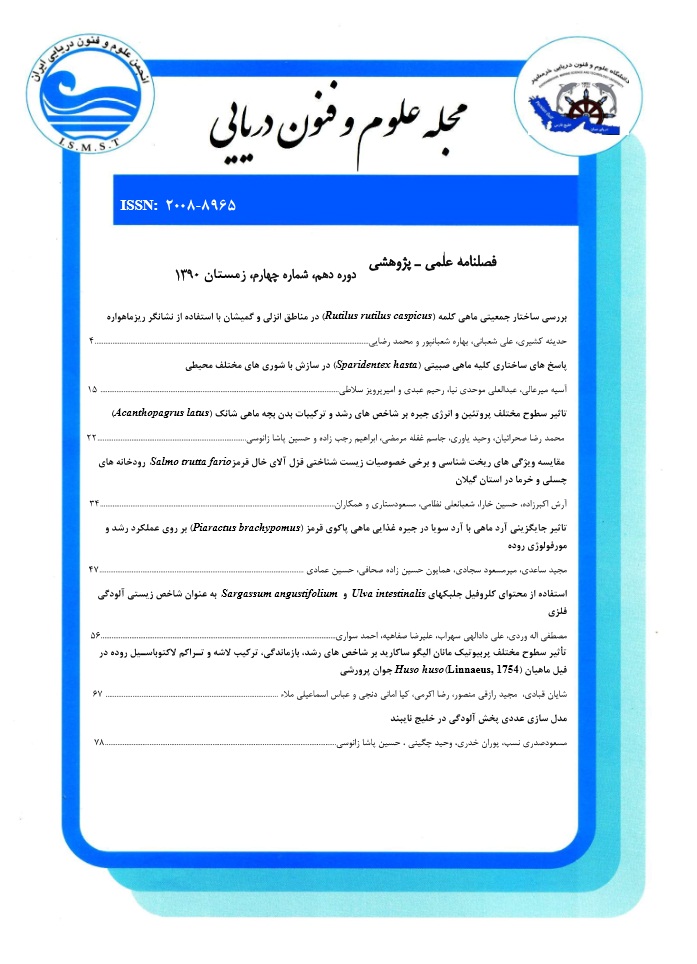 انجمن علوم و فنون دریایی ایران
I.S.M.S.T
دانشگاه علوم و فنون دریایی خرمشهر
مجله علوم و فنون دریایی
ISSN: ۲۰۰۸-۸۹۶۵
فصلنامه علمی ـ پژوهشی
دوره دهم، شماره چهارم، زمستان ۱۳۹۰
بررسی ساختار جمعیتی ماهی کلمه (Rutilus rutilus caspicus) در مناطق انزلی و گمیشان با استفاده از نشانگر ریزماهواره
حدیثه کشیری، علی شعبانی، بهاره شعبانپور و محمد رضایی....۴
پاسخ های ساختاری کلیه ماهی صبیتی (Sparidentex hasta) در سازش با شوری های مختلف محیطی
آسیه میرعالی، عبدالعلی موحدی نیا، رحیم عبدی و امیرپرویز سلاطی.... ۱۵
تاثیر سطوح مختلف پروتئین و انرژی جیره بر شاخص های رشد و ترکیبات بدن بچه ماهی شانک (Acanthopagrus latus)
محمد رضا صحرائیان، وحید یاوری، جاسم غفله مرمضی، ابراهیم رجب زاده و حسین پاشا زانوسی....۲۲
مقایسه ویژگی های ریخت شناسی و برخی خصوصیات زیست شناختی قزل آلای خال قرمزSalmo trutta fario، رودخانه های
چسلی و خرما در استان گیلان
آرش اکبرزاده، حسین خارا، شعبانعلی نظامی، مسعودستاری و همکاران....۳۴
تاثیر جایگزینی آرد ماهی با آرد سویا در جیره غذایی ماهی پاکوی قرمز (Piaractus brachypomus) بر روی عملکرد رشد و
مورفولوژی روده
مجید ساعدی، میرمسعود سجادی، همایون حسین زاده صحافی، حسین عمادی ....۴۷
استفاده از محتوای کلروفیل جلبکهای Ulva intestinalis و Sargassum angustifolium به عنوان شاخص زیستی آلودگی
فلزی
مصطفی اله وردی، علی دادالهی سهراب، علیرضا صفاهیه، احمد سواری....۵۶
تأثیر سطوح مختلف پربیوتیک مانان الیگو ساکارید بر شاخص های رشد، بازماندگی، ترکیب لاشه و تـراکم لاکتوباسـیل روده در
فیل ماهیان Huso huso (Linnaeus, 1754) جوان پرورشی
شایان قبادی، مجید رازقی منصور، رضا اکرمی، کیا امانی دنجی و عباس اسماعیلی ملاء .... ۶۷
مدل سازی عددی پخش آلودگی در خلیج نایبند
مسعودصدری نسب، پوران خدری، وحید چگینی ، حسین پاشا زانوسی....۷۸